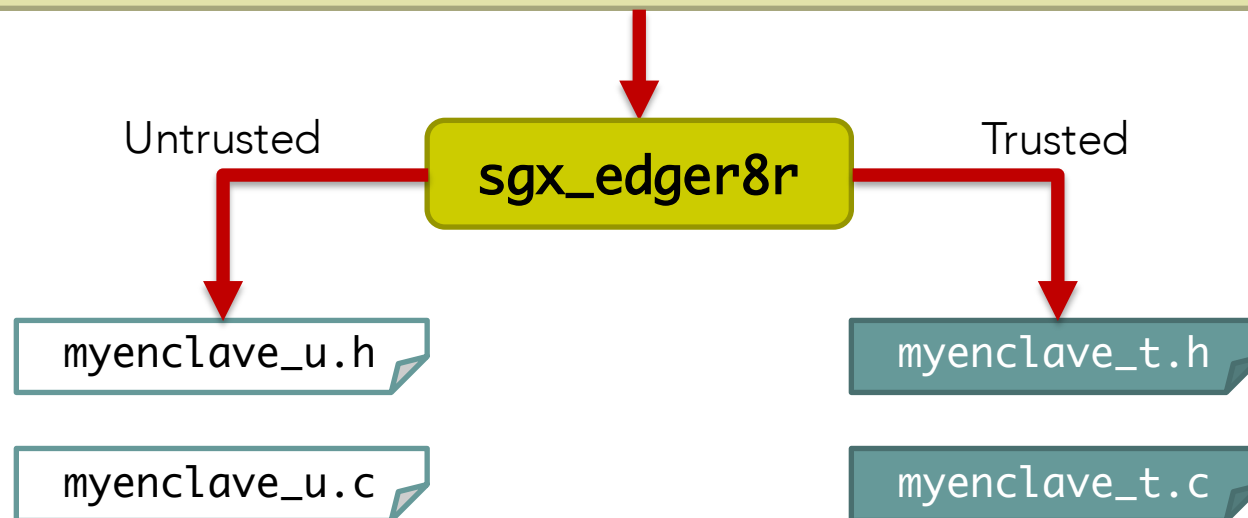 Untrusted
Trusted
sgx_edger8r
myenclave_u.h
myenclave_t.h
myenclave_u.c
myenclave_t.c